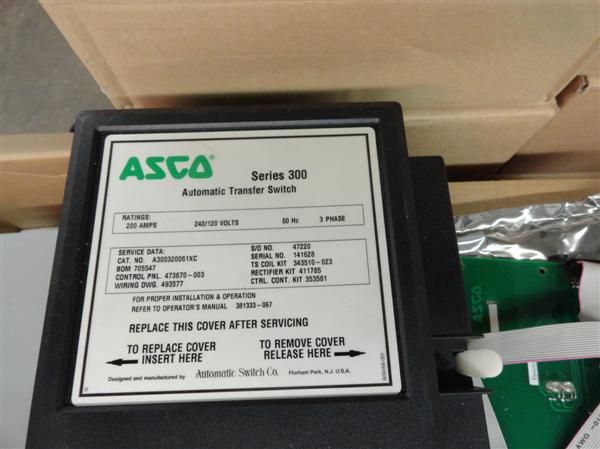 ASCO® Series 300
Automatic Transfer Switch
RATINGS:
200 AMPS 240/120 VOLTS 60 Hz 3 PHASE
SERVICE DATA:
CAT. NO. A300320061XC
BOM 705547
CONTROL PNL. 473670-003
WIRING DWG. 493577
S/O NO. 47220
SERIAL NO. 141628
TS COIL KIT 343510-023
RECTIFIER KIT 411785
CTRL. CONT. KIT 353581
FOR PROPER INSTALLATION & OPERATION
REFER TO OPERATOR'S MANUAL 381333-067
REPLACE THIS COVER AFTER SERVICING
TO REPLACE COVER
INSERT HERE
TO REMOVE COVER
RELEASE HERE
Designed and manufactured by Automatic Switch Co. Florham Park, N.J. U.S.A.
ASCO